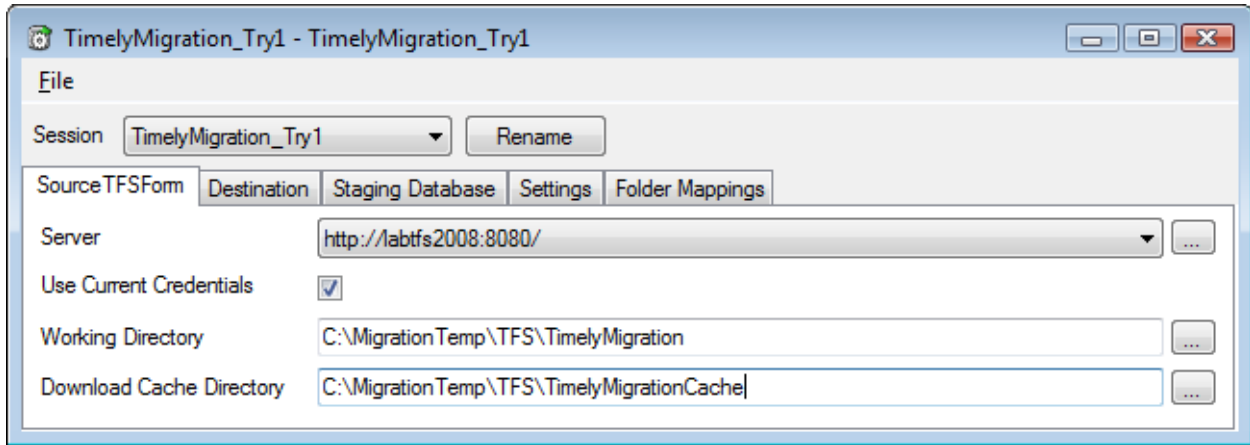 TimelyMigration_Try1 - TimelyMigration_Try1
File
Session TimelyMigration_Try1 Rename
SourceTFSForm Destination Staging Database Settings Folder Mappings
Server http://labtfs2008:8080/ ...
Use Current Credentials
Working Directory C:\MigrationTemp\TFS\TimelyMigration ...
Download Cache Directory C:\MigrationTemp\TFS\TimelyMigrationCache ...